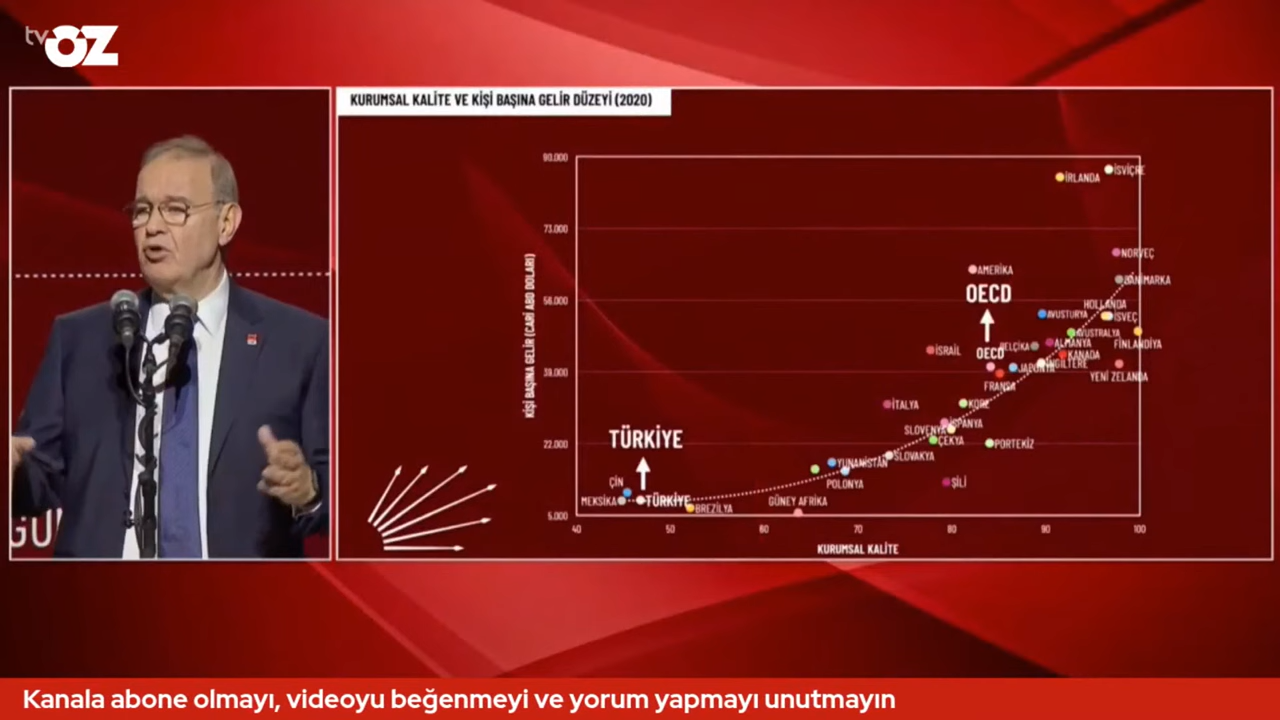 tv
öz
KURUMSAL KALİTE VE KİŞİ BAŞINA GELİR DÜZEYİ (2020)
90.000
73.000
56.000
39.000
22.000
5.000
KİŞİ BAŞINA GELİR (CARİ ABD DOLARI)
İSVİÇRE
İRLANDA
NORVEÇ
AMERİKA
DANİMARKA
OECD
HOLLANDA
AVUSTURYA
İSVEÇ
AVUSTRALYA
FİNLANDİYA
ALMANYA
BELÇİKA
OECD
İSRAİL
KANADA
İNGİLTERE
JAPONYA
YENİ ZELANDA
FRANSA
İTALYA
KORE
İSPANYA
SLOVENYA
TÜRKİYE
ÇEKYA
PORTEKİZ
SLOVAKYA
YUNANİSTAN
POLONYA
ŞİLİ
ÇİN
MEKSİKA
TÜRKİYE
BREZİLYA
GÜNEY AFRİKA
40
50
60
70
80
90
100
KURUMSAL KALİTE
Kanala abone olmayı, videoyu beğenmeyi ve yorum yapmayı unutmayın